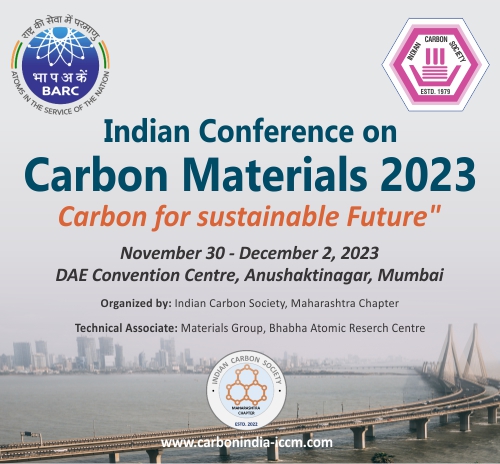 राष्ट्र की सेवा में परमाणु
भा प अ कें
BARC
ATOMS IN THE SERVICE OF THE NATION
INDIAN CARBON SOCIETY
ESTD. 1979
Indian Conference on
Carbon Materials 2023
Carbon for sustainable Future"
November 30 - December 2, 2023
DAE Convention Centre, Anushaktinagar, Mumbai
Organized by: Indian Carbon Society, Maharashtra Chapter
Technical Associate: Materials Group, Bhabha Atomic Reserch Centre
INDIAN CARBON SOCIETY
MAHARASHTRA
CHAPTER
ESTD. 2022
www.carbonindia-iccm.com